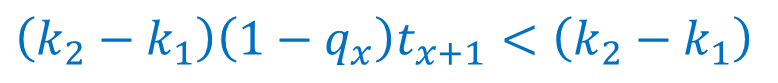 (k₂ − k₁)(1 − qₓ)tₓ₊₁ < (k₂ − k₁)